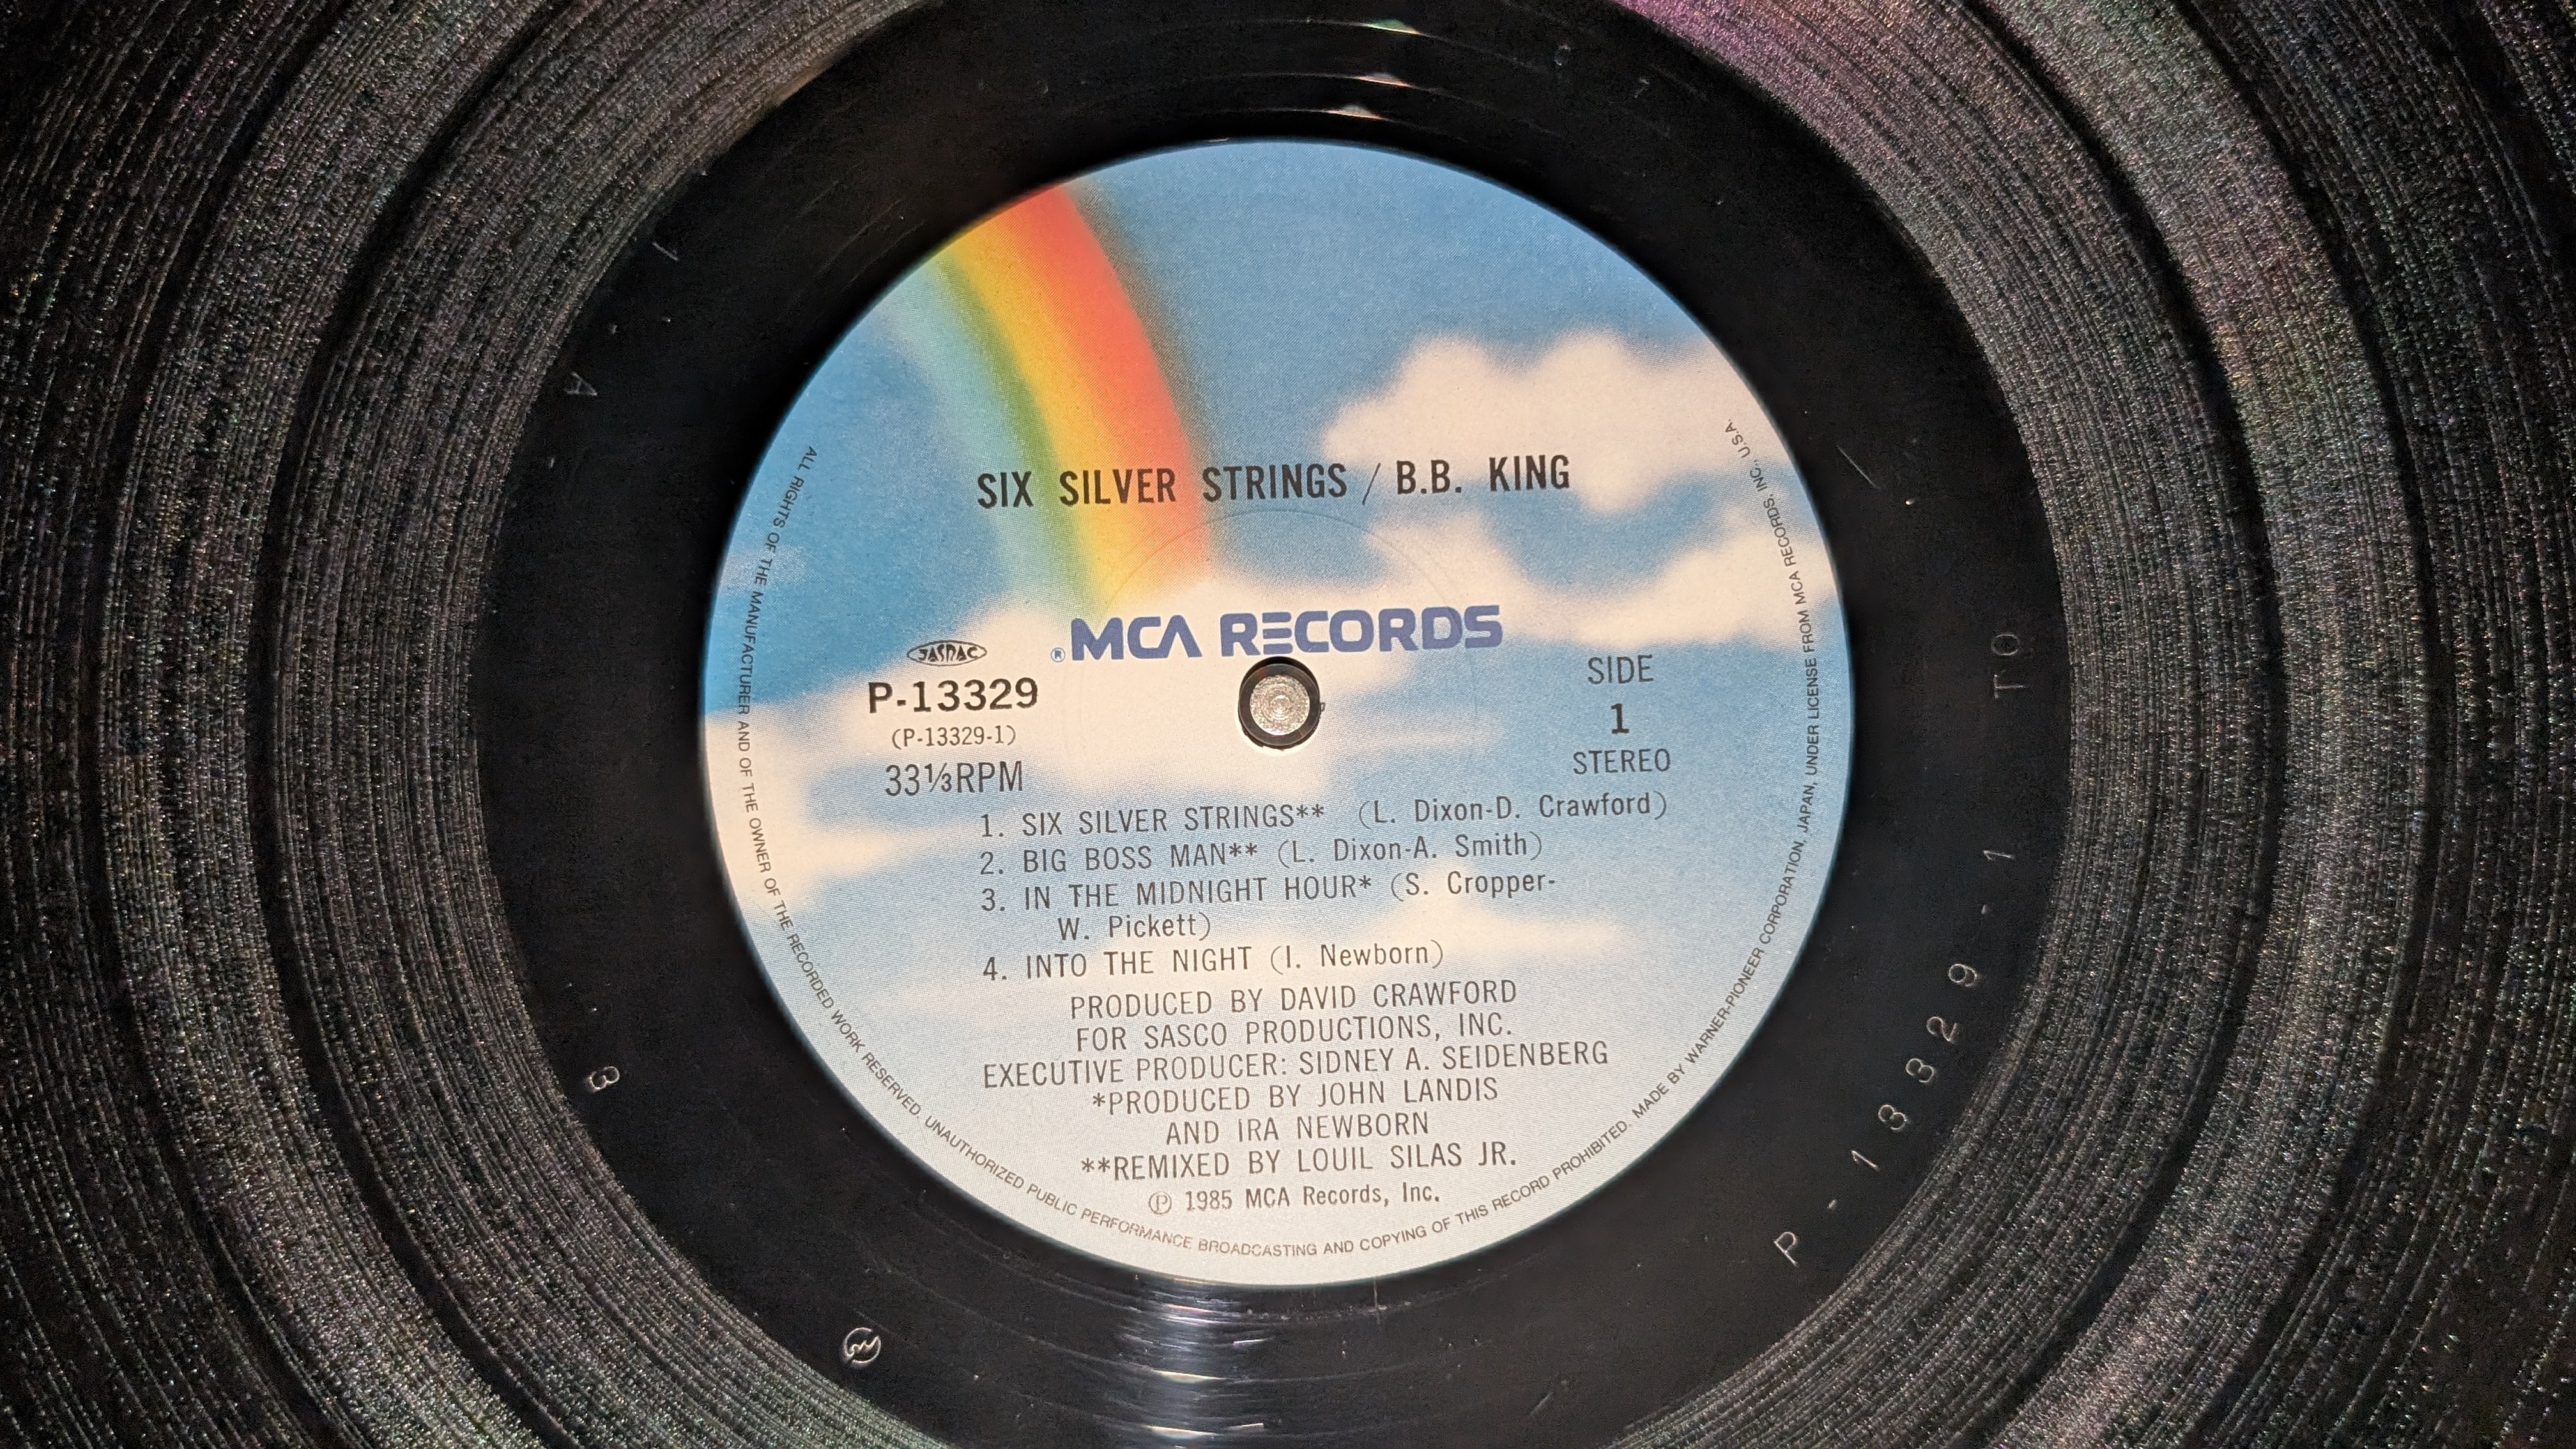 SIX SILVER STRINGS / B.B. KING
® MCA RECORDS
JASRAC
P-13329
(P-13329-1)
33⅓RPM
SIDE
1
STEREO
1. SIX SILVER STRINGS** (L. Dixon-D. Crawford)
2. BIG BOSS MAN** (L. Dixon-A. Smith)
3. IN THE MIDNIGHT HOUR* (S. Cropper-
W. Pickett)
4. INTO THE NIGHT (I. Newborn)
PRODUCED BY DAVID CRAWFORD
FOR SASCO PRODUCTIONS, INC.
EXECUTIVE PRODUCER: SIDNEY A. SEIDENBERG
*PRODUCED BY JOHN LANDIS
AND IRA NEWBORN
**REMIXED BY LOUIL SILAS JR.
Ⓟ 1985 MCA Records, Inc.
ALL RIGHTS OF THE MANUFACTURER AND OF THE OWNER OF THE RECORDED WORK RESERVED. UNAUTHORIZED PUBLIC PERFORMANCE BROADCASTING AND COPYING OF THIS RECORD PROHIBITED. MADE BY WARNER-PIONEER CORPORATION, JAPAN, UNDER LICENSE FROM MCA RECORDS, INC., U.S.A.
P-13329-1 TO
1-A-
3